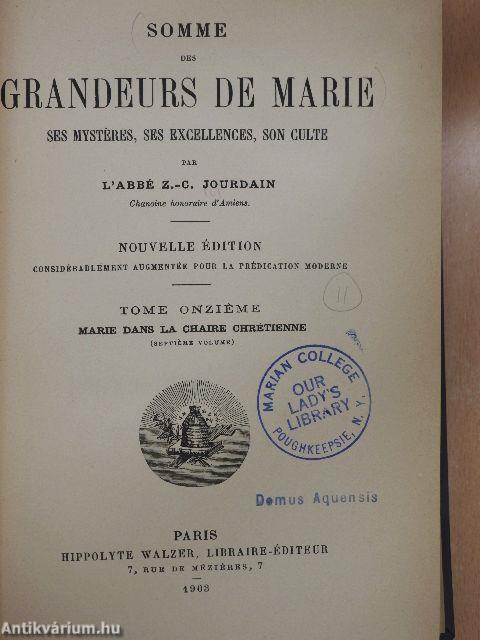 SOMME
DES
GRANDEURS DE MARIE
SES MYSTÈRES, SES EXCELLENCES, SON CULTE
PAR
L'ABBÉ Z.-C. JOURDAIN
Chanoine honoraire d'Amiens.
NOUVELLE ÉDITION
CONSIDÉRABLEMENT AUGMENTÉE POUR LA PRÉDICATION MODERNE
11
TOME ONZIÈME
MARIE DANS LA CHAIRE CHRÉTIENNE
(SEPTIÈME VOLUME)
MARIAN COLLEGE
OUR
LADY'S
LIBRARY
POUGHKEEPSIE, N. Y.
Domus Aquensis
PARIS
HIPPOLYTE WALZER, LIBRAIRE-ÉDITEUR
7, RUE DE MÉZIÈRES, 7
1903
Antikvárium.hu